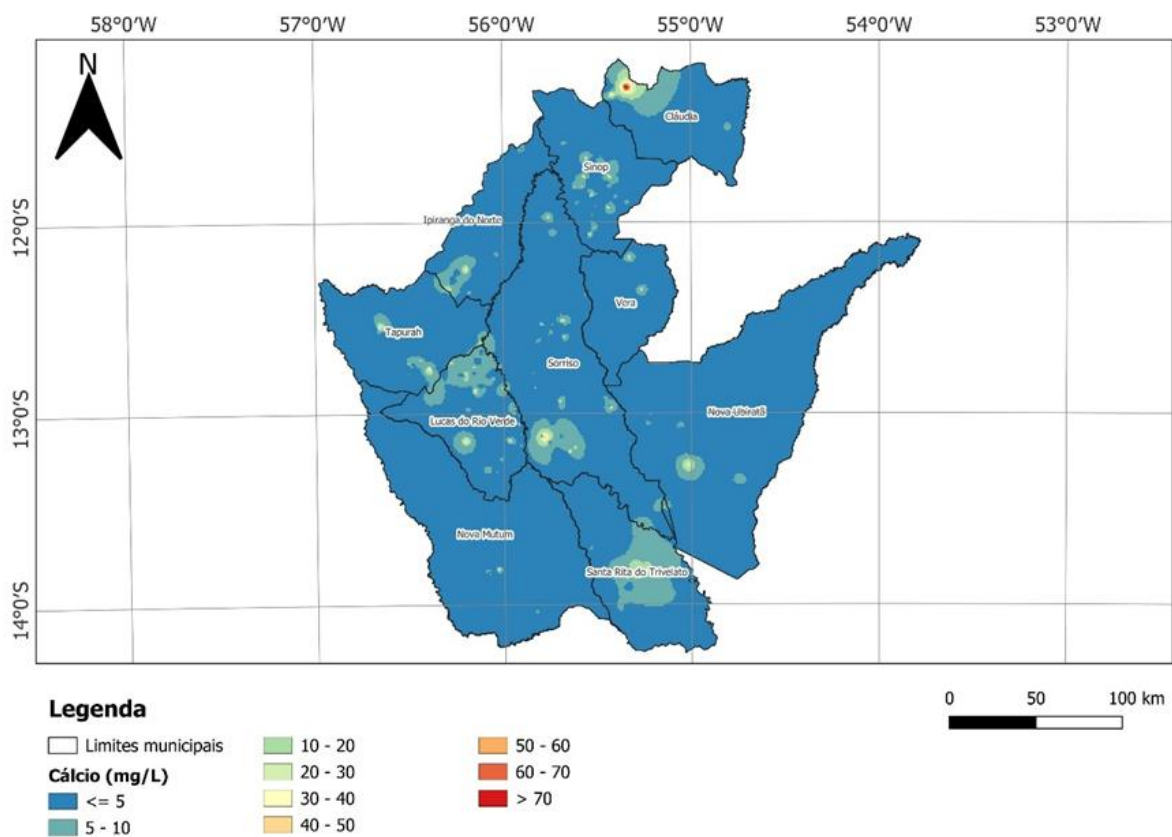 58°0'W 57°0'W 56°0'W 55°0'W 54°0'W 53°0'W
N
12°0'S
13°0'S
14°0'S
Cláudia
Sinop
Ipiranga do Norte
Vera
Tapurah
Sorriso
Nova Ubiratã
Lucas do Rio Verde
Nova Mutum
Santa Rita do Trivelato
Legenda
Limites municipais
Cálcio (mg/L)
<= 5
5 - 10
10 - 20
20 - 30
30 - 40
40 - 50
50 - 60
60 - 70
> 70
0 50 100 km